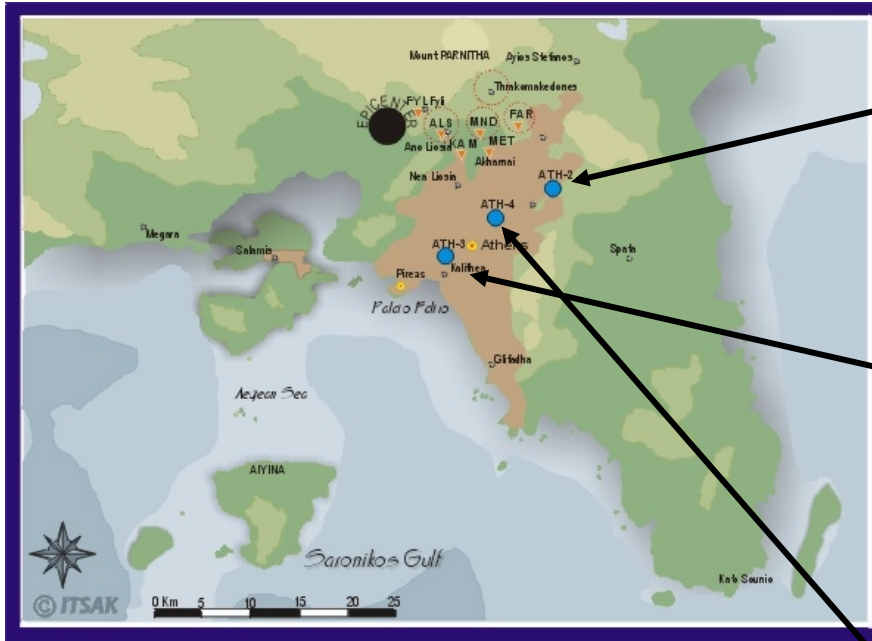 Mount PARNITHA
Ayios Stefanos
Thrakomakedones
EPICENTER
FYL Fyli
ALS
MND
FAR
Ano Liosia
KAM
MET
Akharnai
Nea Liosia
ATH-2
ATH-4
Megara
Salamis
ATH-3
Athens
Spata
Kalithea
Pireas
Palaio Faliro
Glifadha
Aegean Sea
AIYINA
Saronikos Gulf
Kato Sounio
© ITSAK
0 Km 5 10 15 20 25